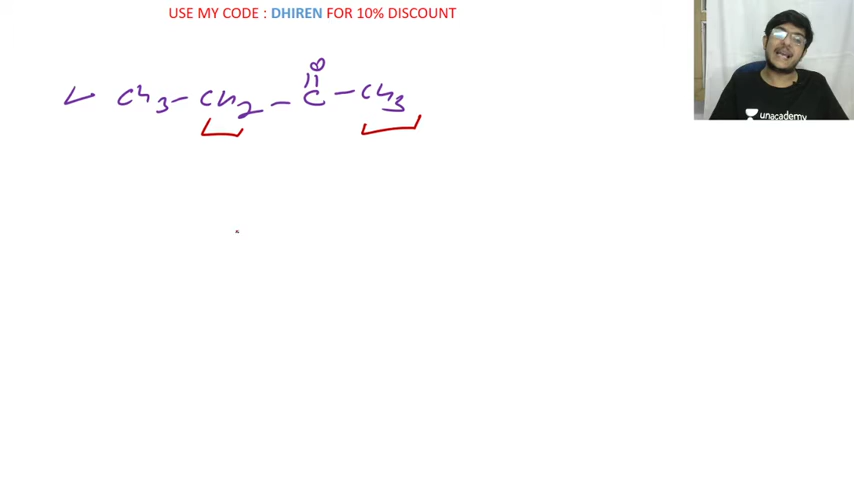 USE MY CODE : DHIREN FOR 10% DISCOUNT
O
CH3 - CH2 - C - CH3
unacademy